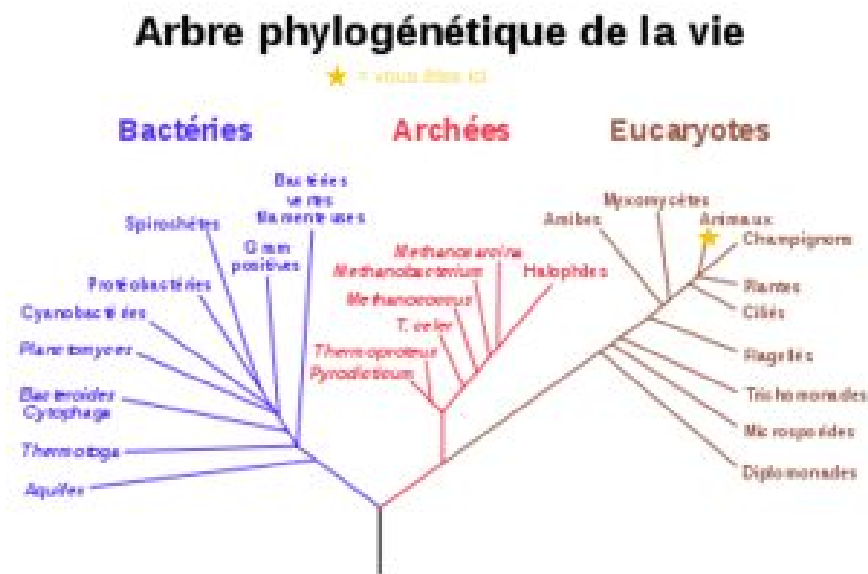 Arbre phylogénétique de la vie
= vous êtes ici
Bactéries
Archées
Eucaryotes
Bactéries
vertes
filamenteuses
Spirochètes
Gram
positives
Protéobactéries
Cyanobactéries
Planctomyces
Bacteroides
Cytophaga
Thermotoga
Aquifex
Methanosarcina
Methanobacterium
Halophiles
Methanococcus
T. celer
Thermoproteus
Pyrodictium
Myxomycètes
Amibes
Animaux
Champignons
Plantes
Ciliés
Flagellés
Trichomonades
Microsporidés
Diplomonades